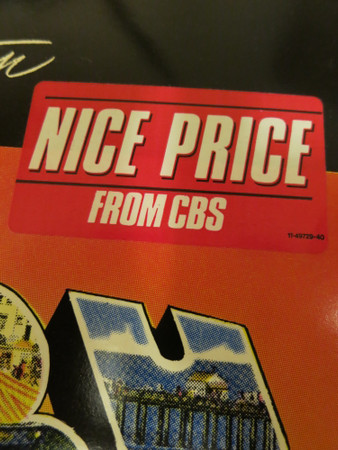 NICE PRICE
FROM CBS
11-49729-40